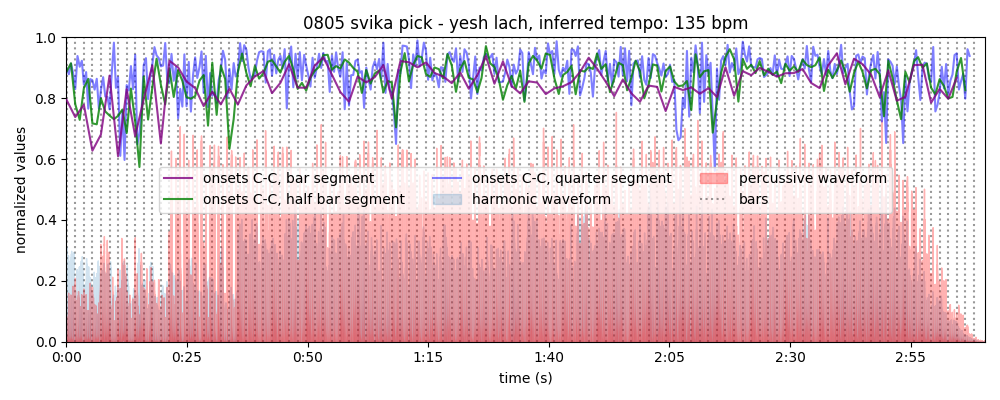 0805 svika pick - yesh lach, inferred tempo: 135 bpm
normalized values
1.0
0.8
0.6
0.4
0.2
0.0
onsets C-C, bar segment
onsets C-C, half bar segment
onsets C-C, quarter segment
harmonic waveform
percussive waveform
bars
0:00 0:25 0:50 1:15 1:40 2:05 2:30 2:55
time (s)